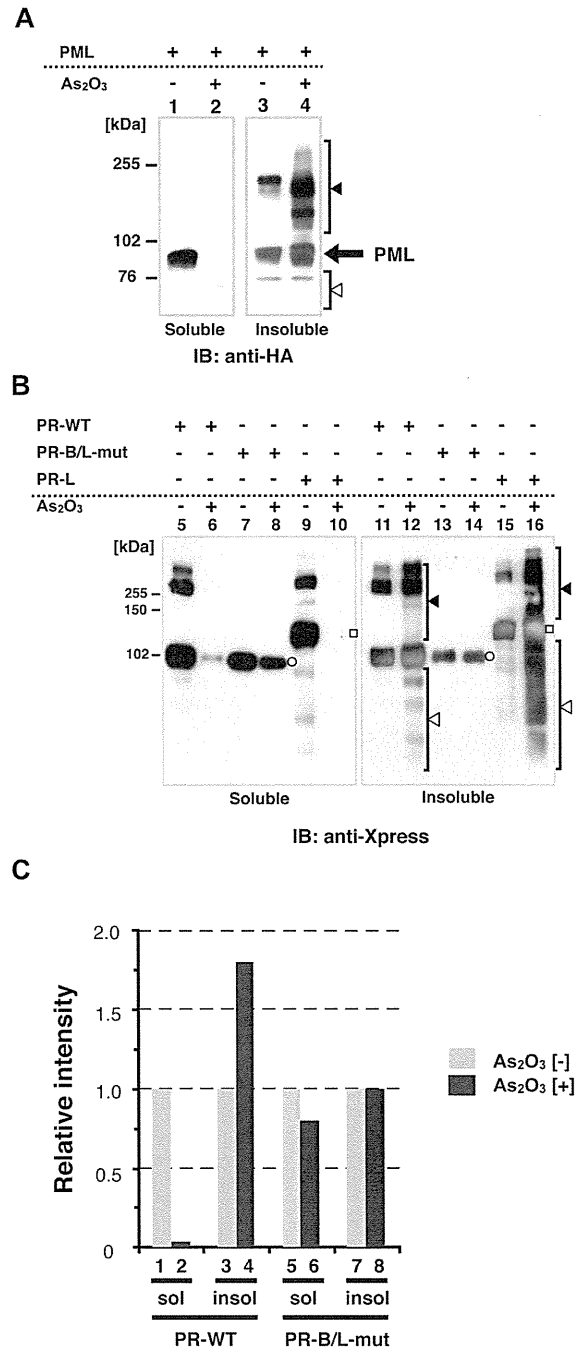 A
PML + + + +
As₂O₃ - + - +
1 2 3 4
[kDa]
255
102
76
PML
Soluble Insoluble
IB: anti-HA
B
PR-WT + + - - - - + + - - - -
PR-B/L-mut - - + + - - - - + + - -
PR-L - - - - + + - - - - + +
As₂O₃ - + - + - + - + - + - +
5 6 7 8 9 10 11 12 13 14 15 16
[kDa]
255
150
102
Soluble Insoluble
IB: anti-Xpress
C
Relative intensity
2.0
1.5
1.0
0.5
0
As₂O₃ [-]
As₂O₃ [+]
1 2 3 4 5 6 7 8
sol insol sol insol
PR-WT PR-B/L-mut